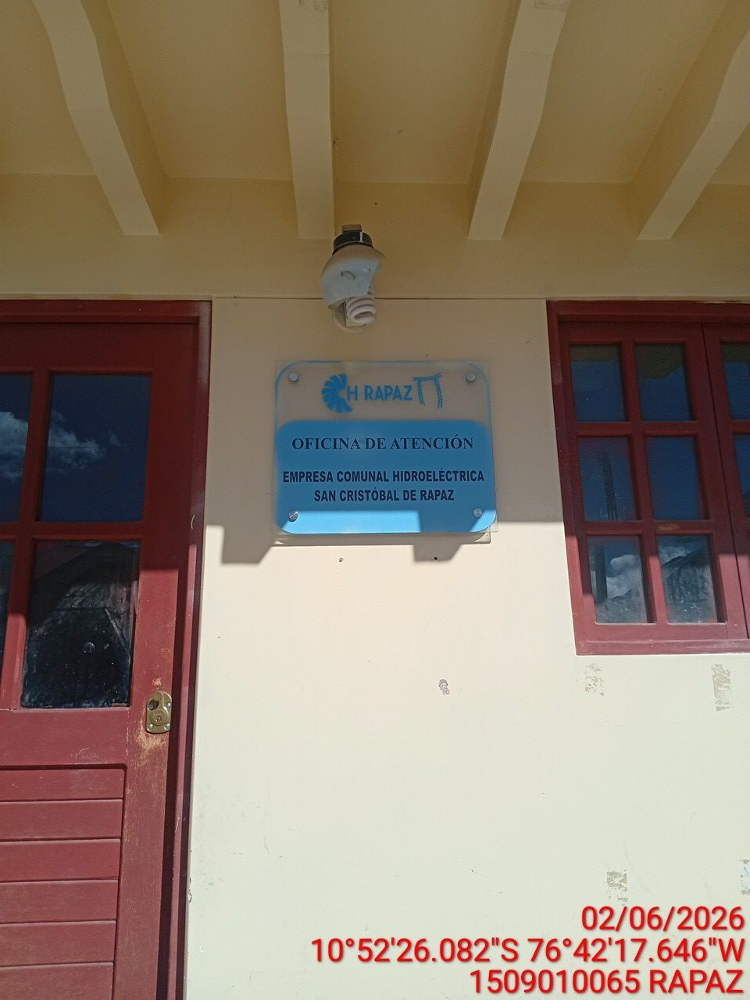 CH RAPAZ
OFICINA DE ATENCIÓN
EMPRESA COMUNAL HIDROELÉCTRICA
SAN CRISTÓBAL DE RAPAZ
02/06/2026
10°52'26.082"S 76°42'17.646"W
1509010065 RAPAZ